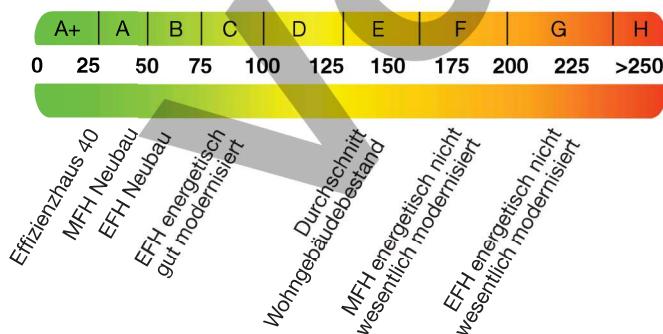 A+ A B C D E F G H
0 25 50 75 100 125 150 175 200 225 >250
Effizienzhaus 40
MFH Neubau
EFH Neubau
EFH energetisch
gut modernisiert
Durchschnitt
Wohngebäudebestand
MFH energetisch nicht
wesentlich modernisiert
EFH energetisch nicht
wesentlich modernisiert